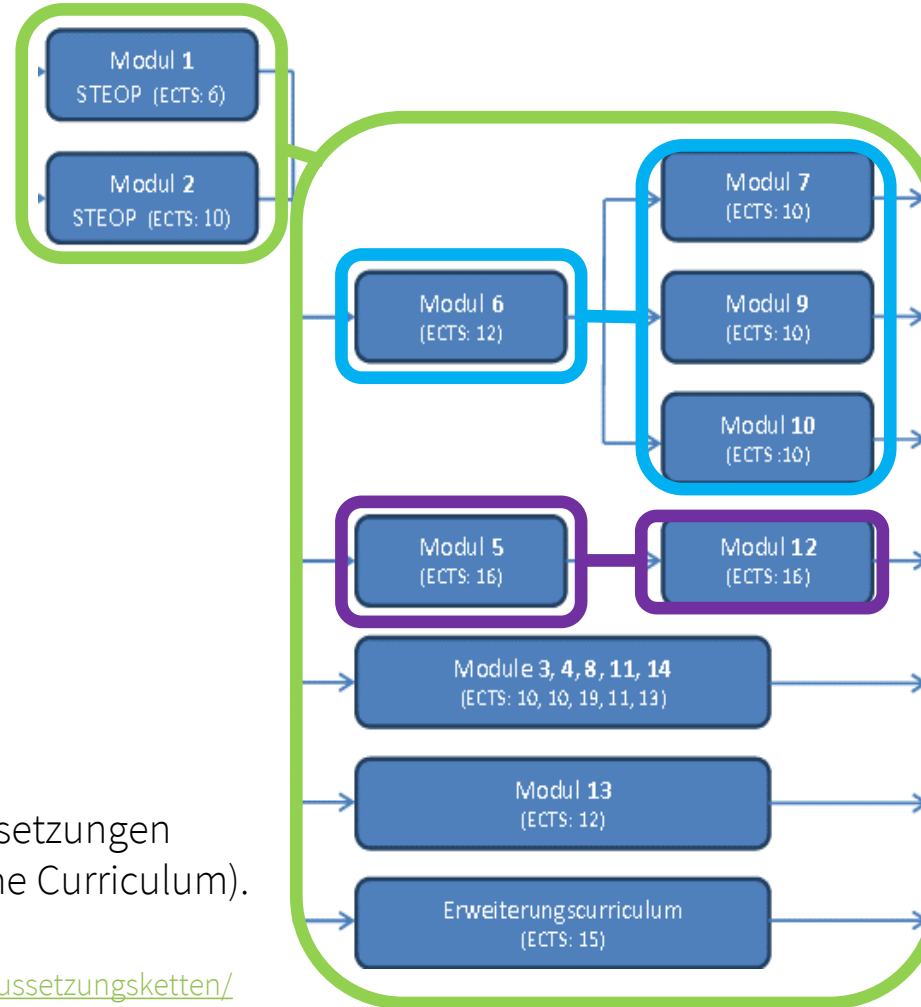 Modul 1
STEOP (ECTS: 6)
Modul 2
STEOP (ECTS: 10)
Modul 7
(ECTS: 10)
Modul 6
(ECTS: 12)
Modul 9
(ECTS: 10)
Modul 10
(ECTS :10)
Modul 5
(ECTS: 16)
Modul 12
(ECTS: 16)
Module 3, 4, 8, 11, 14
(ECTS: 10, 10, 19, 11, 13)
Modul 13
(ECTS: 12)
Erweiterungscurriculum
(ECTS: 15)
setzungen
ne Curriculum).
ussetzungsketten/